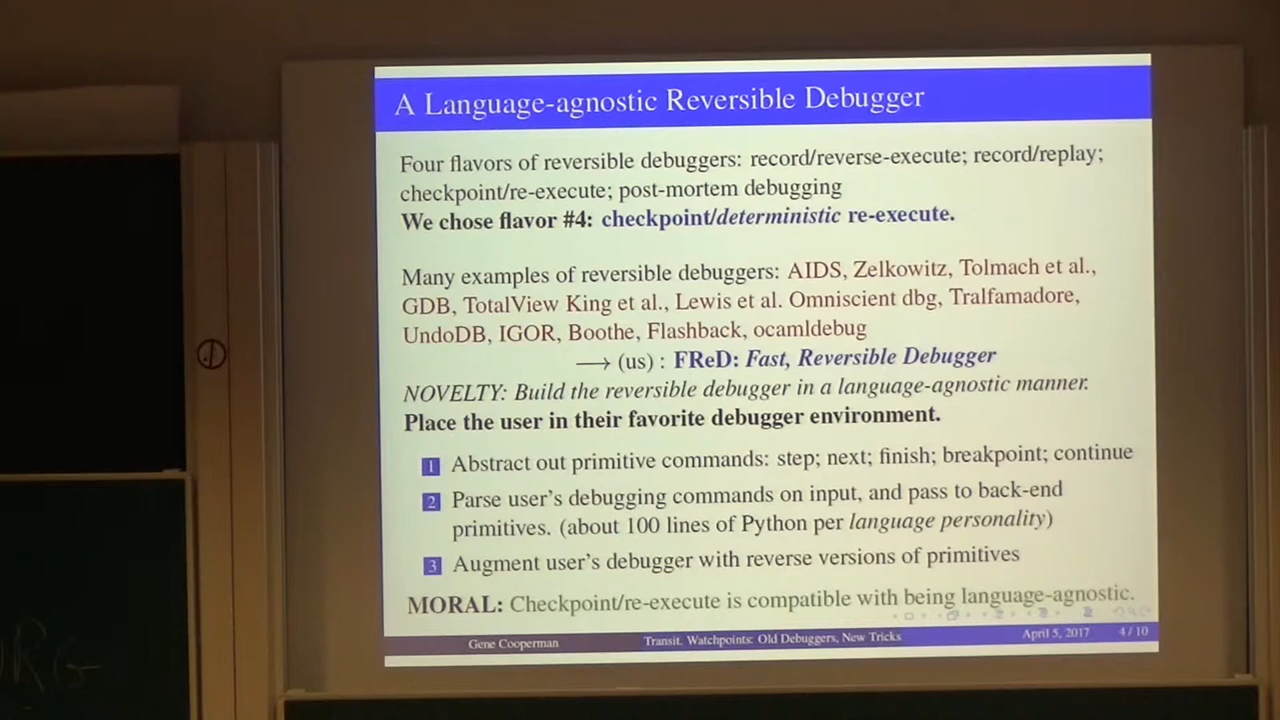 A Language-agnostic Reversible Debugger
Four flavors of reversible debuggers: record/reverse-execute; record/replay;
checkpoint/re-execute; post-mortem debugging
We chose flavor #4: checkpoint/deterministic re-execute.
Many examples of reversible debuggers: AIDS, Zelkowitz, Tolmach et al.,
GDB, TotalView King et al., Lewis et al. Omniscient dbg, Tralfamadore,
UndoDB, IGOR, Boothe, Flashback, ocamldebug
⟶ (us) : FReD: Fast, Reversible Debugger
NOVELTY: Build the reversible debugger in a language-agnostic manner.
Place the user in their favorite debugger environment.
1 Abstract out primitive commands: step; next; finish; breakpoint; continue
2 Parse user's debugging commands on input, and pass to back-end
primitives. (about 100 lines of Python per language personality)
3 Augment user's debugger with reverse versions of primitives
MORAL: Checkpoint/re-execute is compatible with being language-agnostic.
Gene Cooperman Transit. Watchpoints: Old Debuggers, New Tricks April 5, 2017 4 / 10